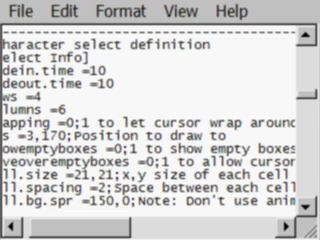 File Edit Format View Help
haracter select definition
elect Info]
dein.time =10
deout.time =10
ws =4
lumns =6
apping =0;1 to let cursor wrap around
s =3,170;Position to draw to
owemptyboxes =0;1 to show empty boxes
veoveremptyboxes =0;1 to allow cursor
ll.size =21,21;x,y size of each cell
ll.spacing =2;Space between each cell
ll.bg.spr =150,0;Note: Don't use anim